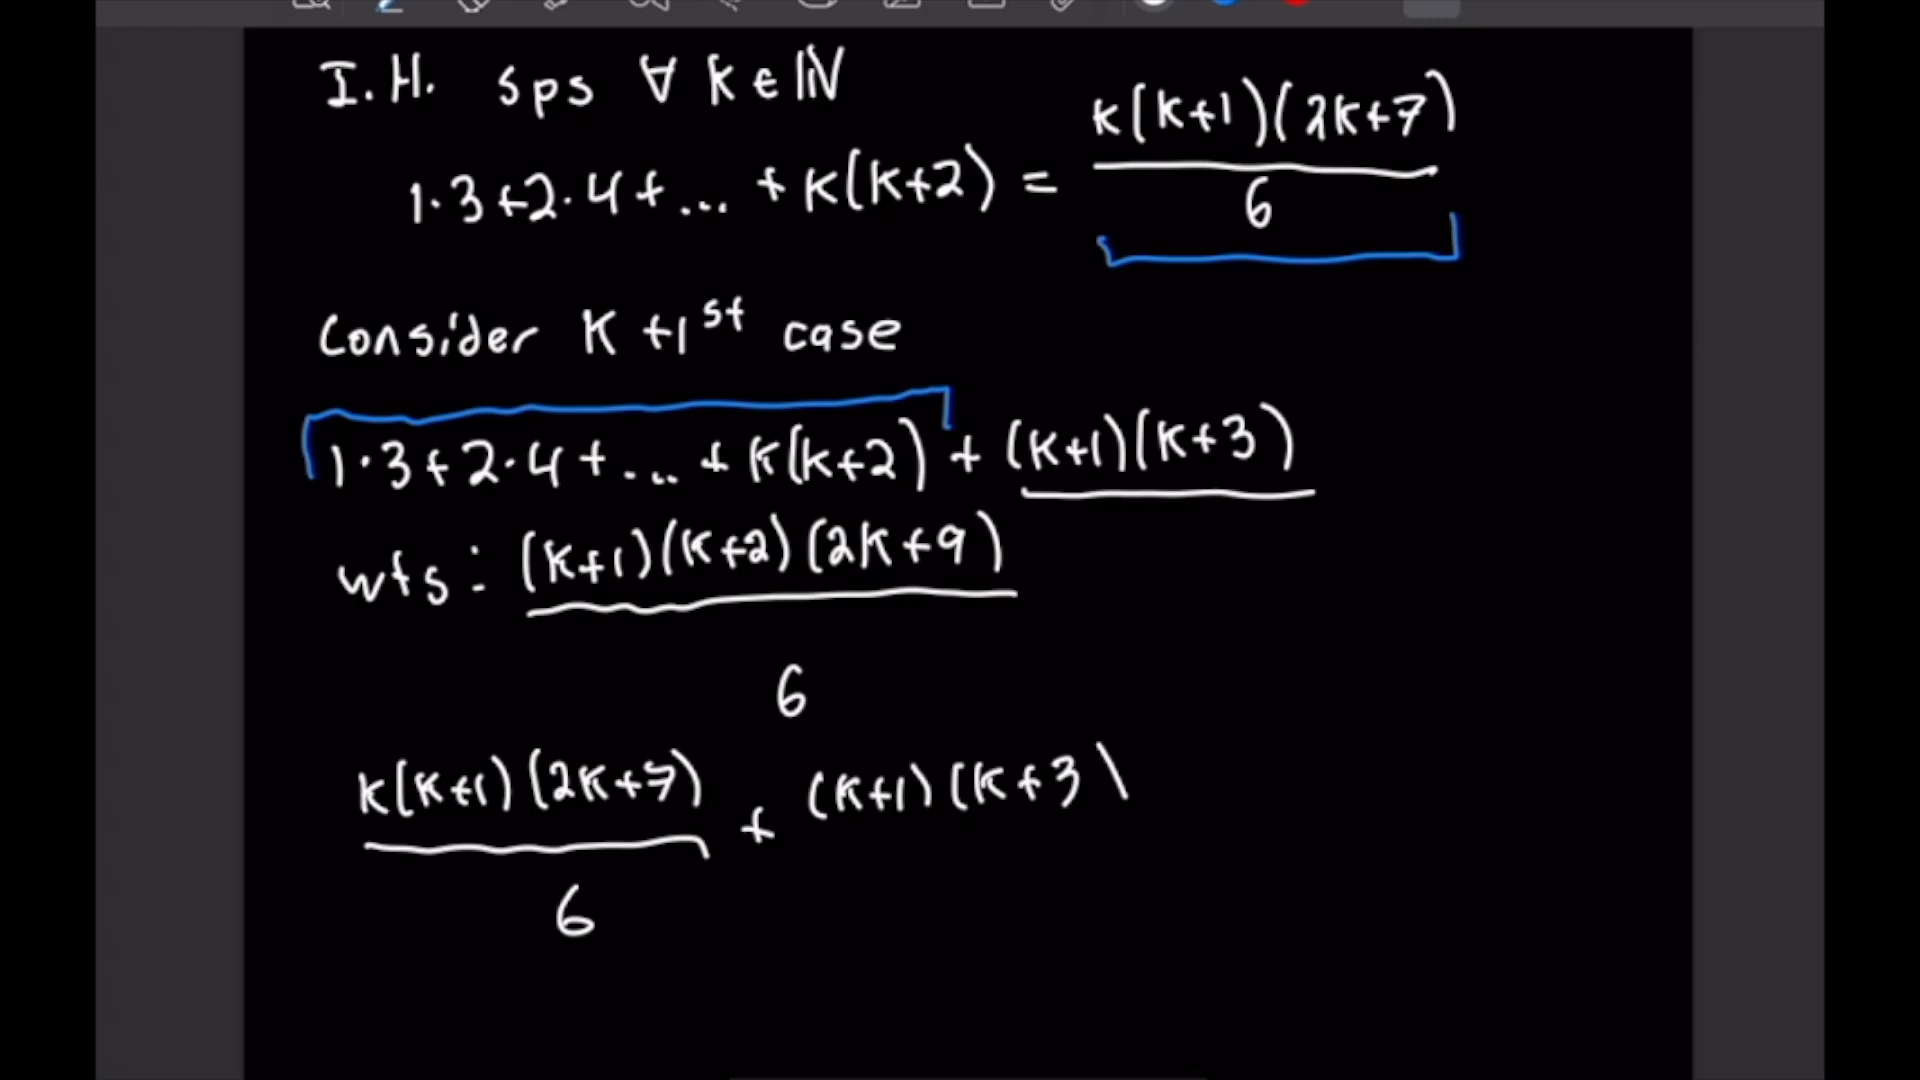 I.H. sps ∀ k ∈ ℕ
1·3+2·4+... + k(k+2) = k(k+1)(2k+7) / 6
Consider K+1st case
1·3+2·4+... + k(k+2) + (k+1)(k+3)
wts: (k+1)(k+2)(2k+9) / 6
k(k+1)(2k+7) / 6 + (k+1)(k+3)